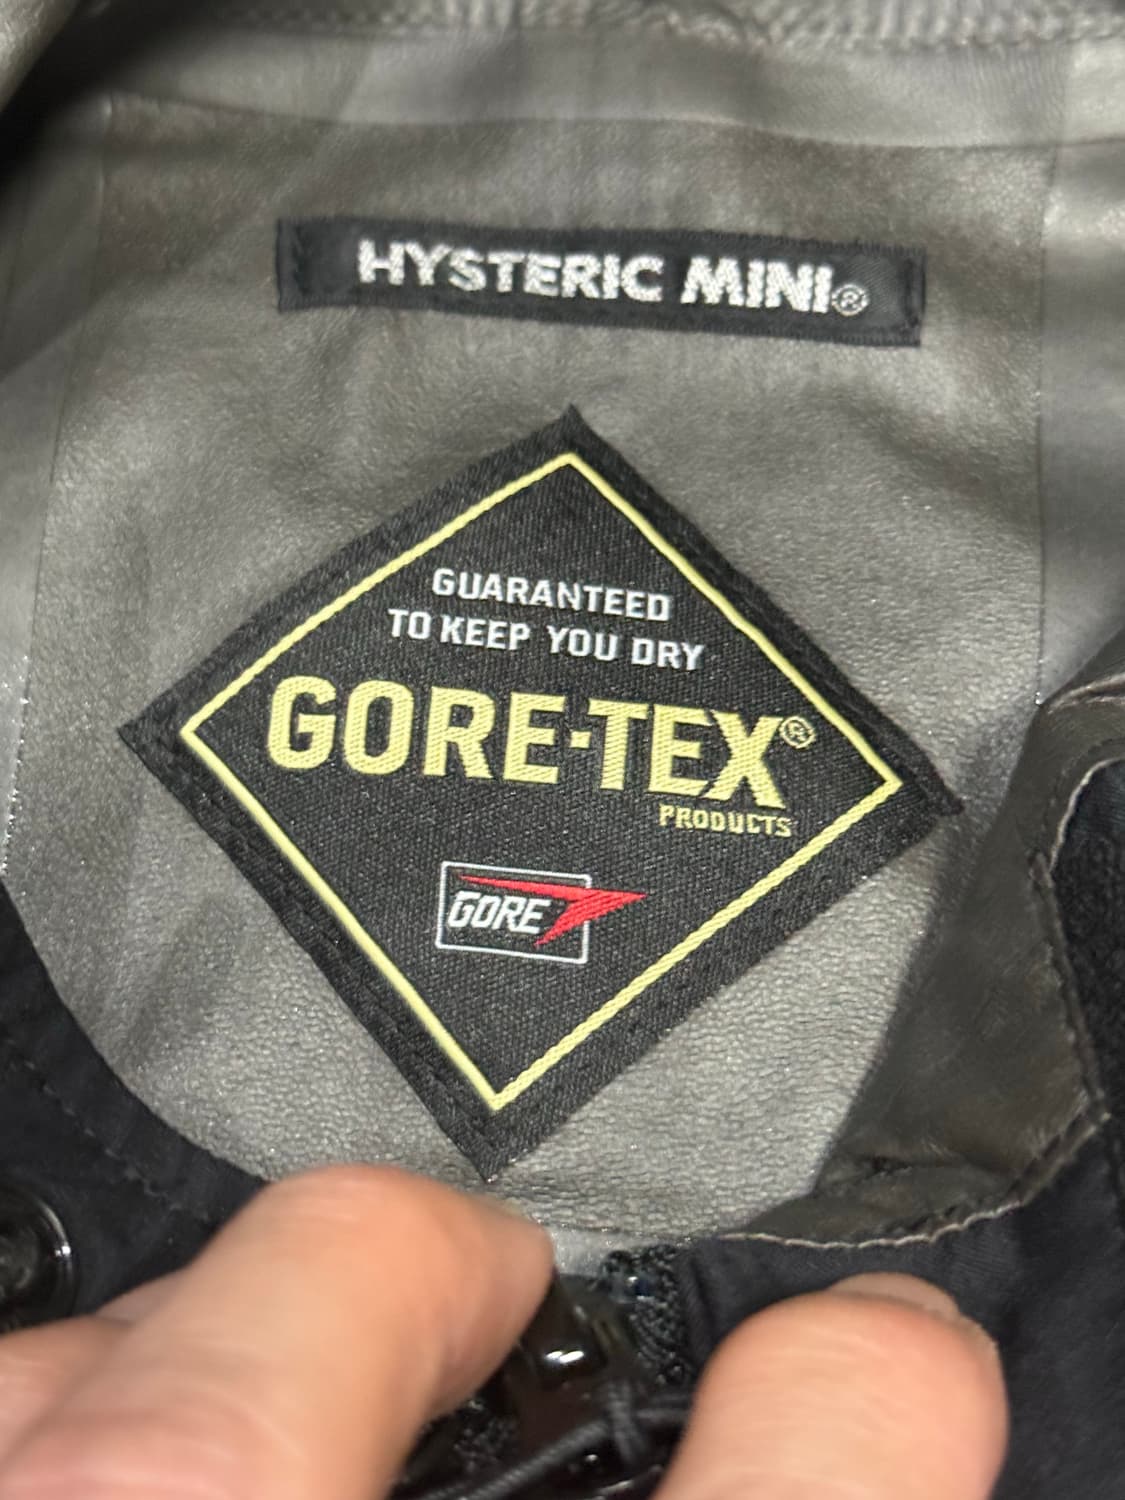 HYSTERIC MINI®
GUARANTEED
TO KEEP YOU DRY
GORE-TEX®
PRODUCTS
GORE